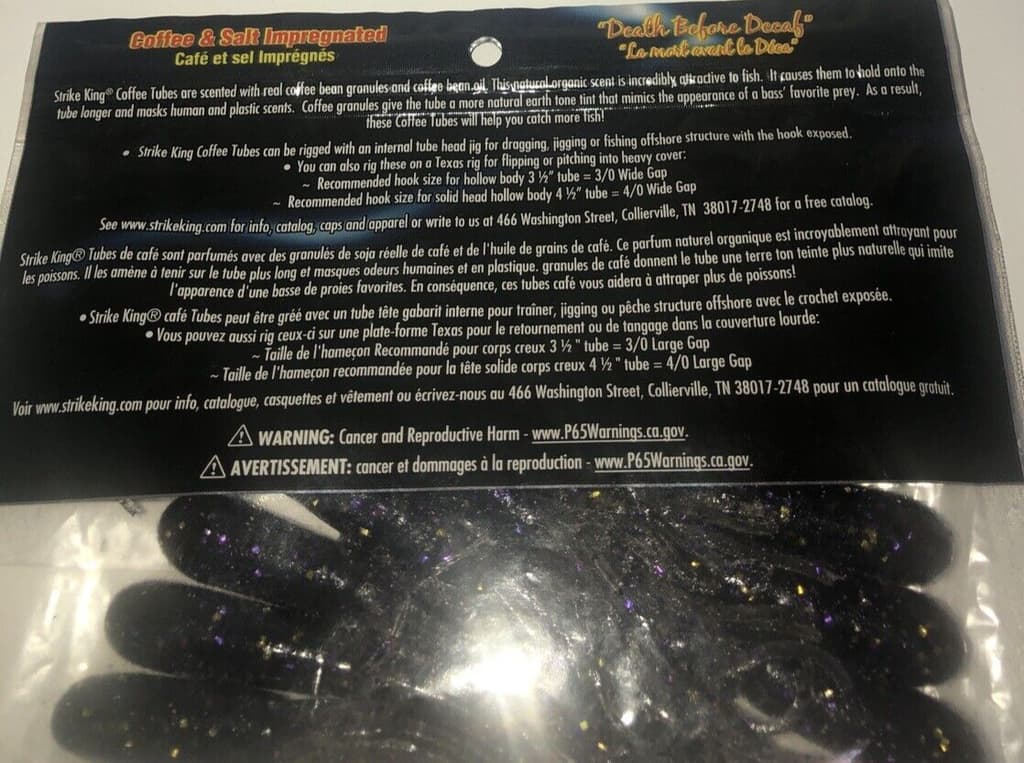 Coffee & Salt Impregnated
Café et sel Imprégnés
"Death Before Decaf"
"La mort avant le Déca"
Strike King® Coffee Tubes are scented with real coffee bean granules and coffee bean oil. This natural organic scent is incredibly attractive to fish. It causes them to hold onto the
tube longer and masks human and plastic scents. Coffee granules give the tube a more natural earth tone tint that mimics the appearance of a bass' favorite prey. As a result,
these Coffee Tubes will help you catch more fish!
• Strike King Coffee Tubes can be rigged with an internal tube head jig for dragging, jigging or fishing offshore structure with the hook exposed.
• You can also rig these on a Texas rig for flipping or pitching into heavy cover:
~ Recommended hook size for hollow body 3 ½" tube = 3/0 Wide Gap
~ Recommended hook size for solid head hollow body 4 ½" tube = 4/0 Wide Gap
See www.strikeking.com for info, catalog, caps and apparel or write to us at 466 Washington Street, Collierville, TN 38017-2748 for a free catalog.
Strike King® Tubes de café sont parfumés avec des granulés de soja réelle de café et de l'huile de grains de café. Ce parfum naturel organique est incroyablement attrayant pour
les poissons. Il les amène à tenir sur le tube plus long et masques odeurs humaines et en plastique. granules de café donnent le tube une terre ton teinte plus naturelle qui imite
l'apparence d'une basse de proies favorites. En conséquence, ces tubes café vous aidera à attraper plus de poissons!
• Strike King® café Tubes peut être gréé avec un tube tête gabarit interne pour traîner, jigging ou pêche structure offshore avec le crochet exposée.
• Vous pouvez aussi rig ceux-ci sur une plate-forme Texas pour le retournement ou de tangage dans la couverture lourde:
~ Taille de l'hameçon Recommandé pour corps creux 3 ½" tube = 3/0 Large Gap
~ Taille de l'hameçon recommandée pour la tête solide corps creux 4 ½" tube = 4/0 Large Gap
Voir www.strikeking.com pour info, catalogue, casquettes et vêtement ou écrivez-nous au 466 Washington Street, Collierville, TN 38017-2748 pour un catalogue gratuit.
⚠ WARNING: Cancer and Reproductive Harm - www.P65Warnings.ca.gov.
⚠ AVERTISSEMENT: cancer et dommages à la reproduction - www.P65Warnings.ca.gov.